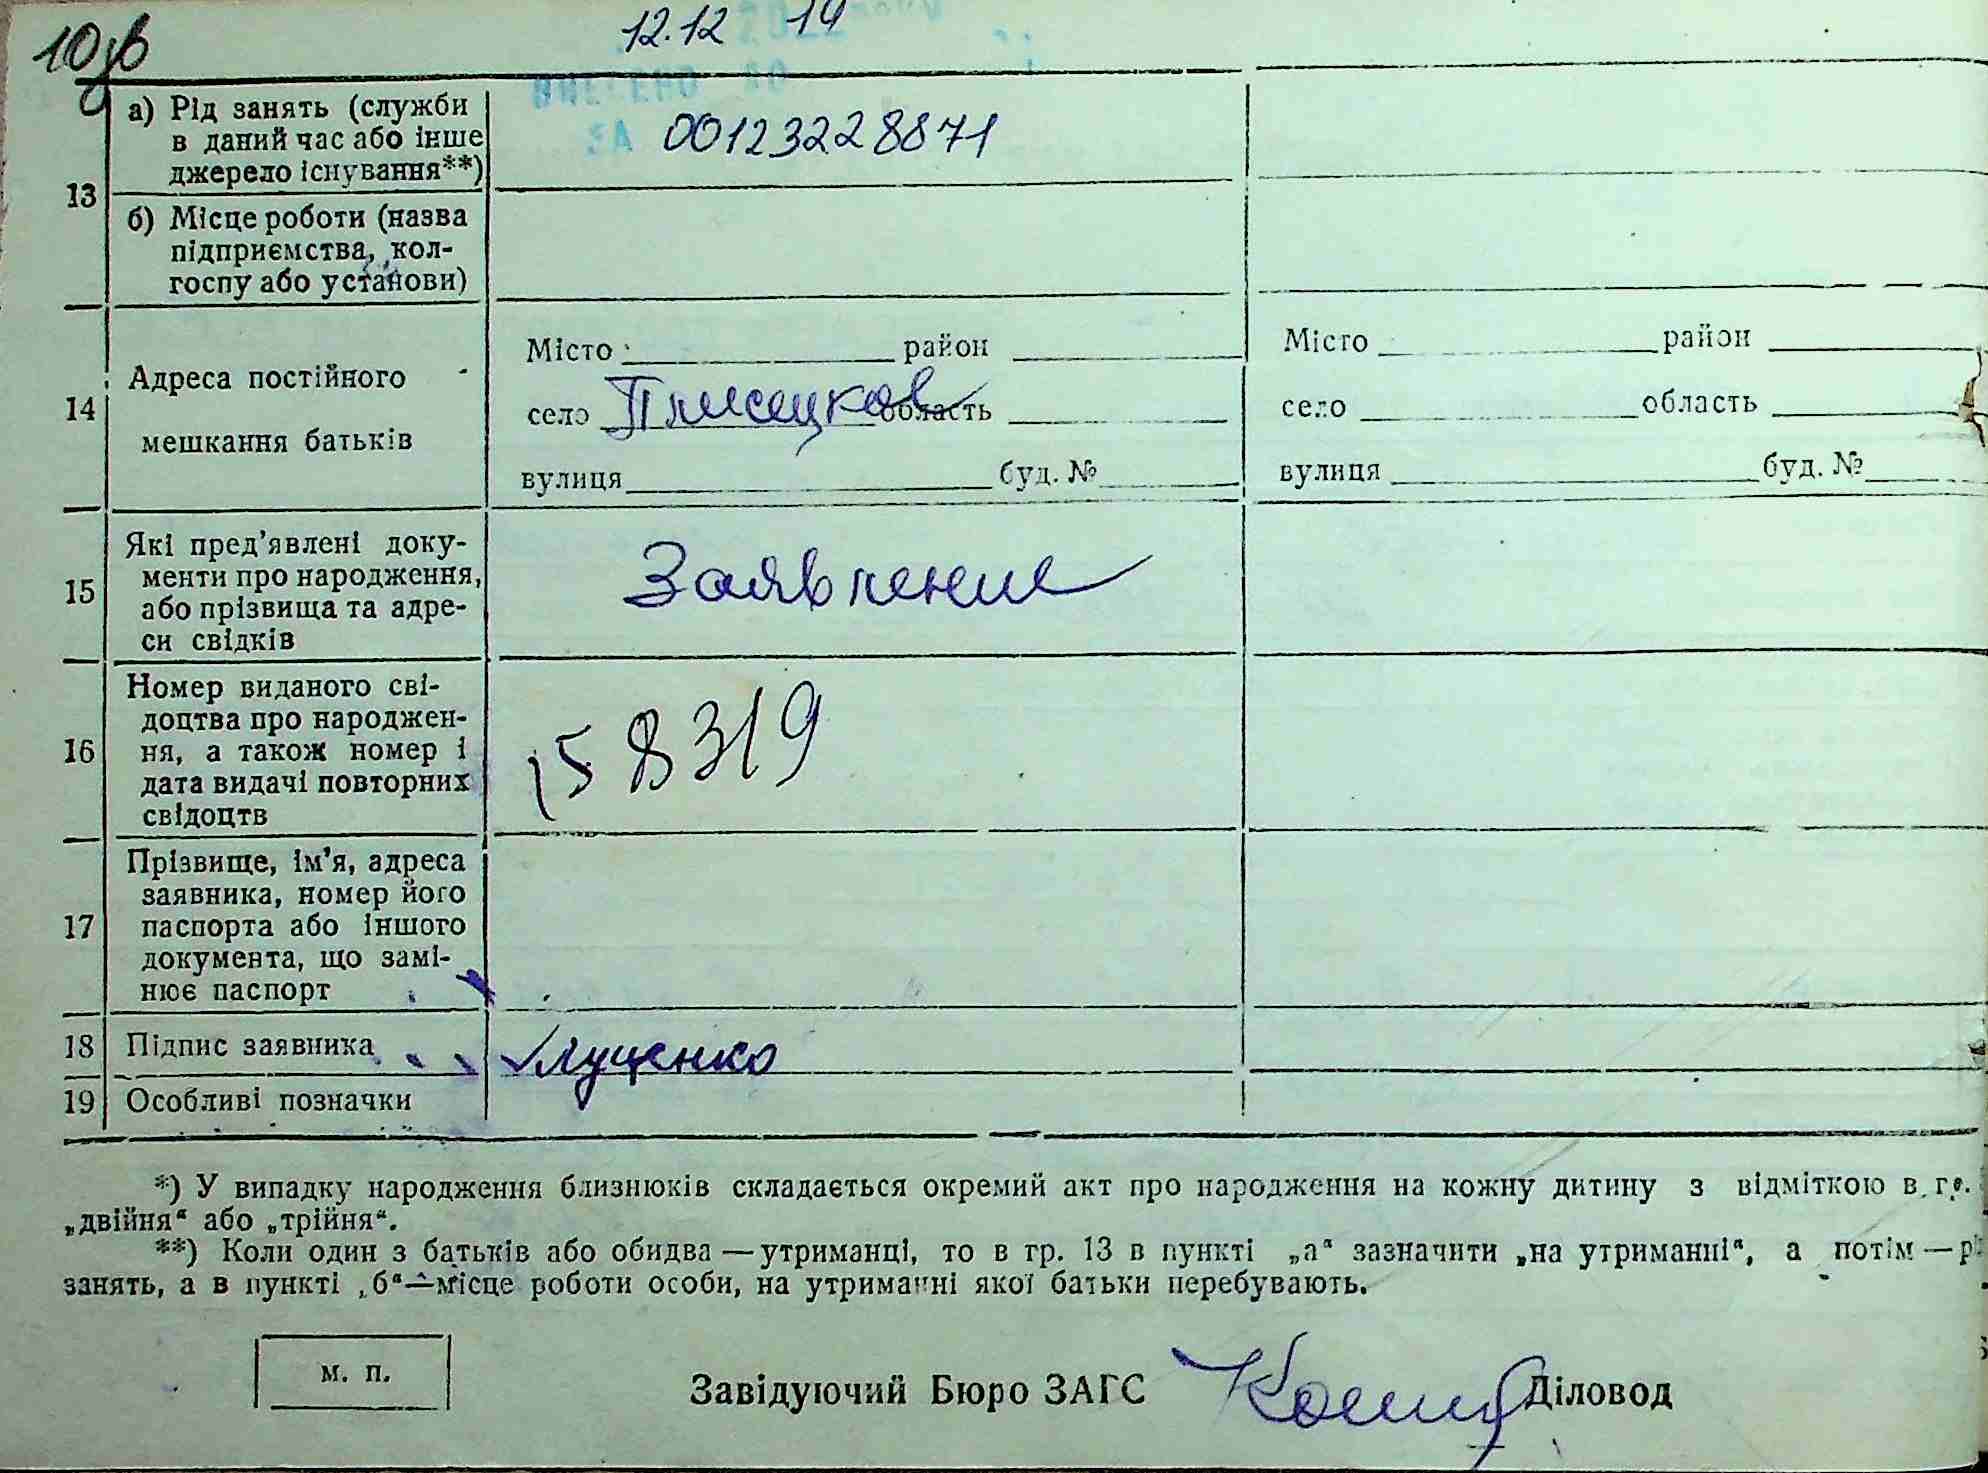 12.12 14
ВНЕСЕНО ДО
а) Рід занять (служби
в даний час або інше
джерело існування**)
ЗА 00123228871
13
б) Місце роботи (назва
підприємства, кол-
госпу або установи)
Місто район
Місто район
14
Адреса постійного
мешкання батьків
село область
село область
вулиця буд. №
вулиця буд. №
15
Які пред’явлені доку-
менти про народження,
або прізвища та адре-
си свідків
Заявление
16
Номер виданого сві-
доцтва про народжен-
ня, а також номер і
дата видачі повторних
свідоцтв
158319
17
Прізвище, ім’я, адреса
заявника, номер його
паспорта або іншого
документа, що замі-
нює паспорт
18 Підпис заявника Луценко
19 Особливі позначки
*) У випадку народження близнюків складається окремий акт про народження на кожну дитину з відміткою в гр.
„двійня“ або „трійня“.
**) Коли один з батьків або обидва — утриманці, то в гр. 13 в пункті „а“ зазначити „на утриманні“, а потім — рі
занять, а в пункті „б“ — місце роботи особи, на утриманні якої батьки перебувають.
м. п.
Завідуючий Бюро ЗАГС Діловод